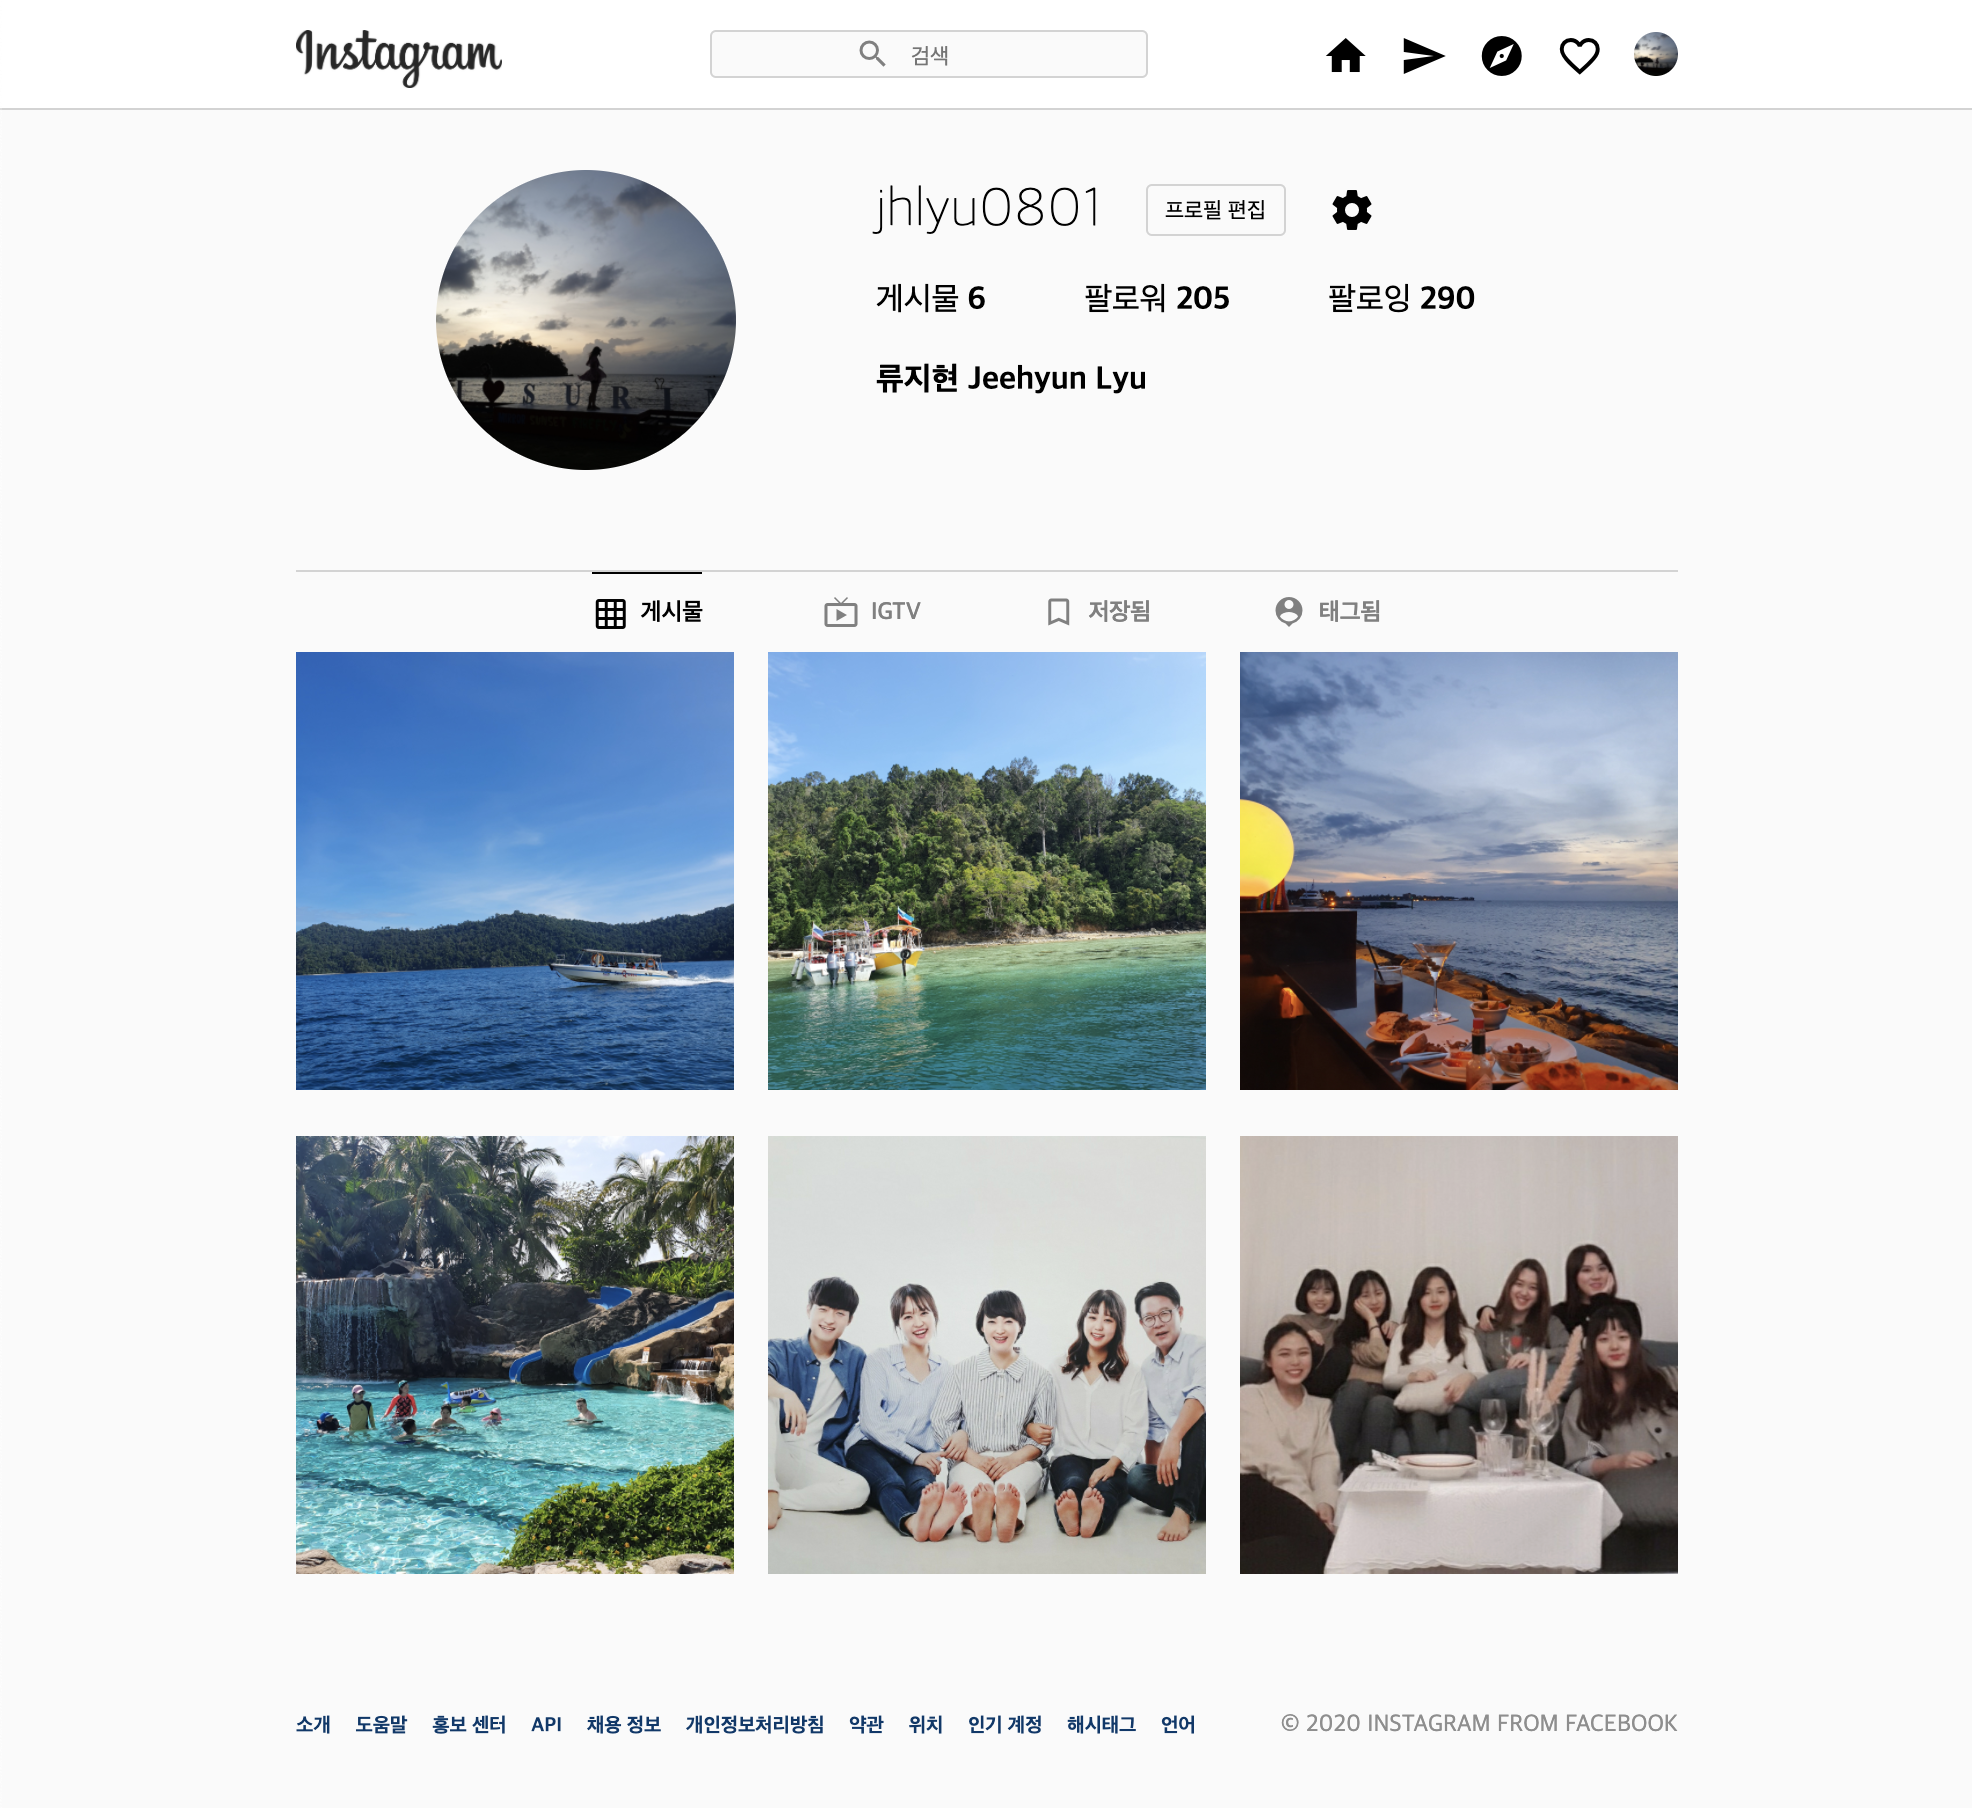 Instagram
검색
jhlyu0801 프로필 편집
게시물 6 팔로워 205 팔로잉 290
류지현 Jeehyun Lyu
I SURI
게시물 IGTV 저장됨 태그됨
소개 도움말 홍보 센터 API 채용 정보 개인정보처리방침 약관 위치 인기 계정 해시태그 언어 © 2020 INSTAGRAM FROM FACEBOOK